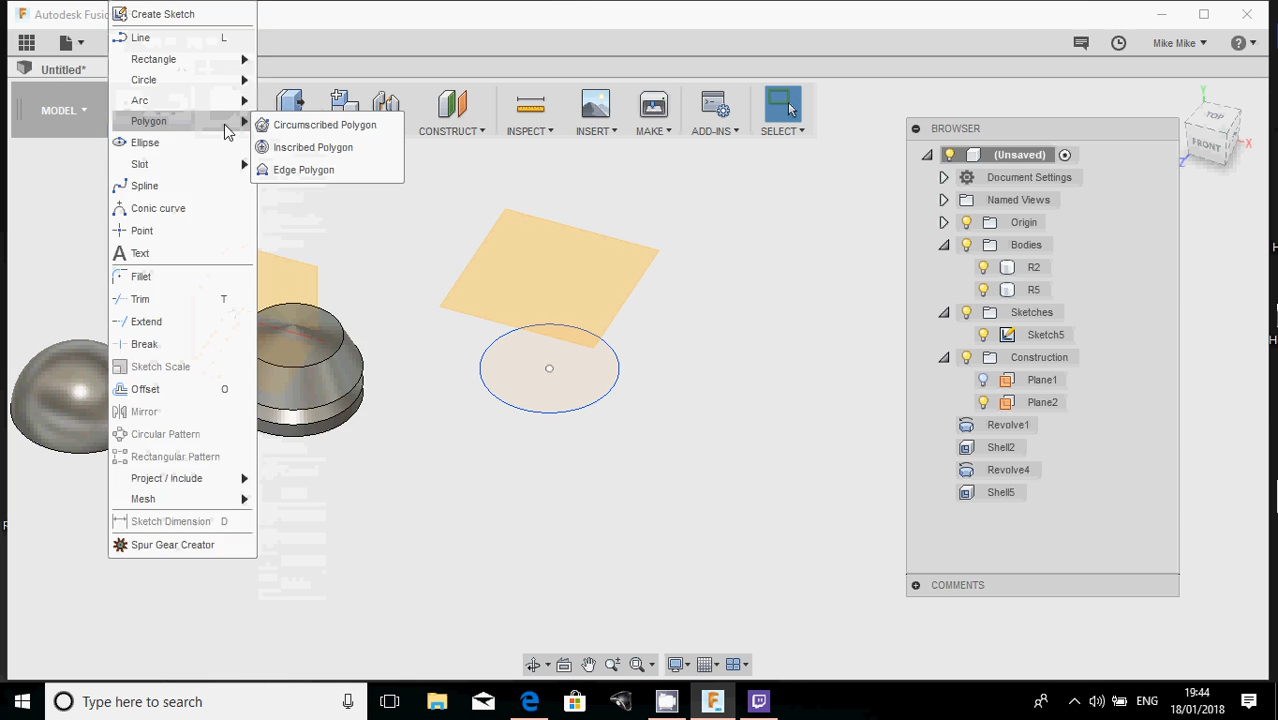 Autodesk Fusi
Create Sketch
Line L
Rectangle
Circle
Arc
Polygon
Ellipse
Slot
Spline
Conic curve
Point
Text
Fillet
Trim T
Extend
Break
Sketch Scale
Offset O
Mirror
Circular Pattern
Rectangular Pattern
Project / Include
Mesh
Sketch Dimension D
Spur Gear Creator
Circumscribed Polygon
Inscribed Polygon
Edge Polygon
Mike Mike
Untitled*
MODEL
CONSTRUCT
INSPECT
INSERT
MAKE
ADD-INS
SELECT
TOP
FRONT
Y
X
Z
BROWSER
(Unsaved)
Document Settings
Named Views
Origin
Bodies
R2
R5
Sketches
Sketch5
Construction
Plane1
Plane2
Revolve1
Shell2
Revolve4
Shell5
COMMENTS
Type here to search
ENG
19:44
18/01/2018